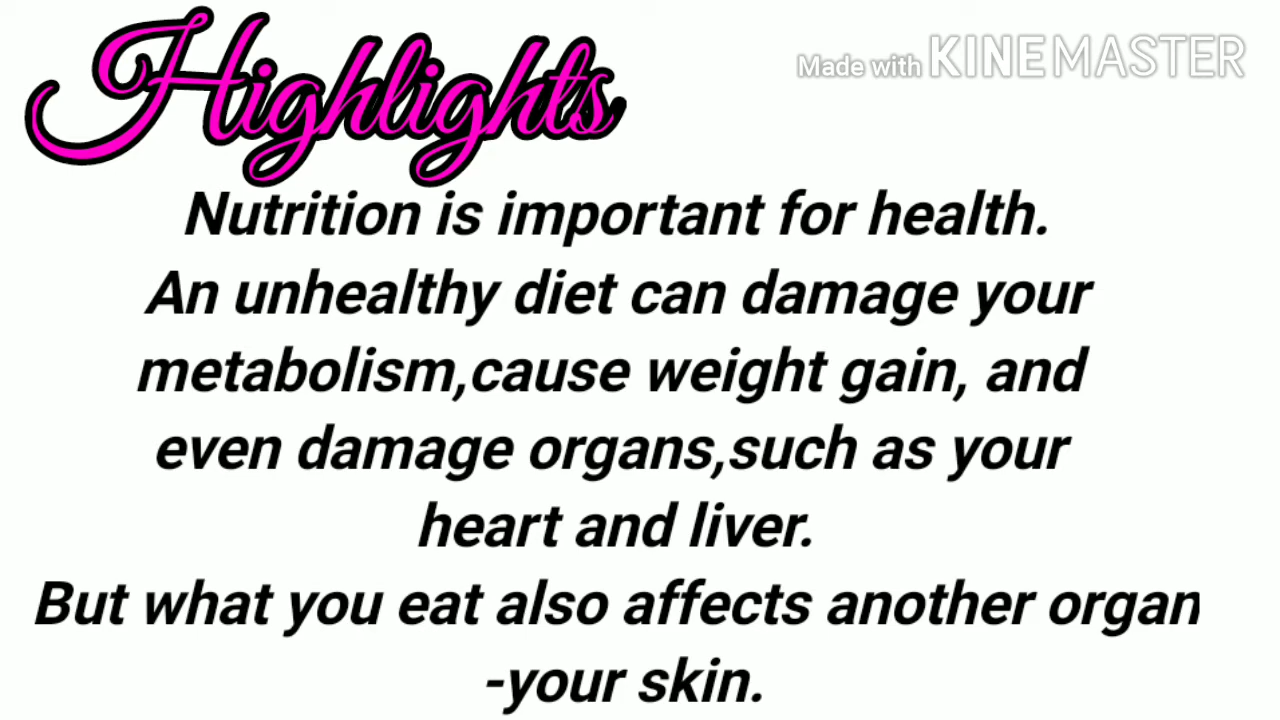 Highlights
Made with KINEMASTER
Nutrition is important for health.
An unhealthy diet can damage your
metabolism,cause weight gain, and
even damage organs,such as your
heart and liver.
But what you eat also affects another organ
-your skin.